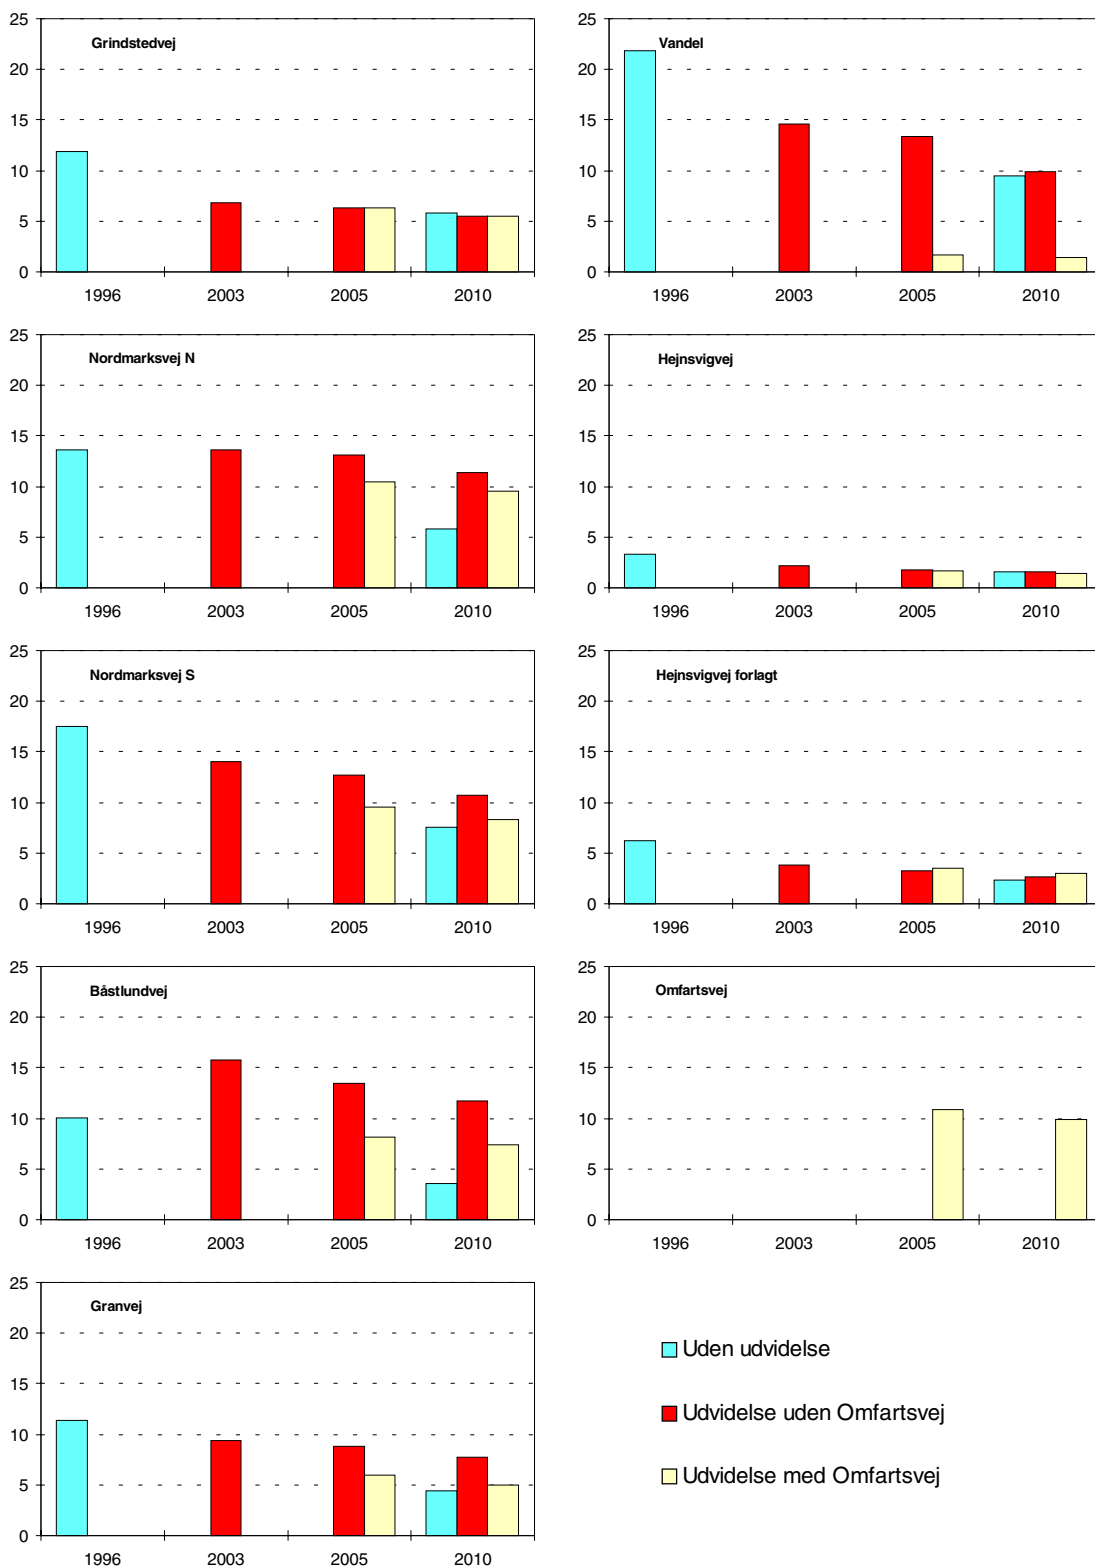 Grindstedvej
25
20
15
10
5
0
1996 2003 2005 2010
Vandel
25
20
15
10
5
0
1996 2003 2005 2010
Nordmarksvej N
25
20
15
10
5
0
1996 2003 2005 2010
Hejnsvigvej
25
20
15
10
5
0
1996 2003 2005 2010
Nordmarksvej S
25
20
15
10
5
0
1996 2003 2005 2010
Hejnsvigvej forlagt
25
20
15
10
5
0
1996 2003 2005 2010
Båstlundvej
25
20
15
10
5
0
1996 2003 2005 2010
Omfartsvej
25
20
15
10
5
0
1996 2003 2005 2010
Granvej
25
20
15
10
5
0
1996 2003 2005 2010
Uden udvidelse
Udvidelse uden Omfartsvej
Udvidelse med Omfartsvej